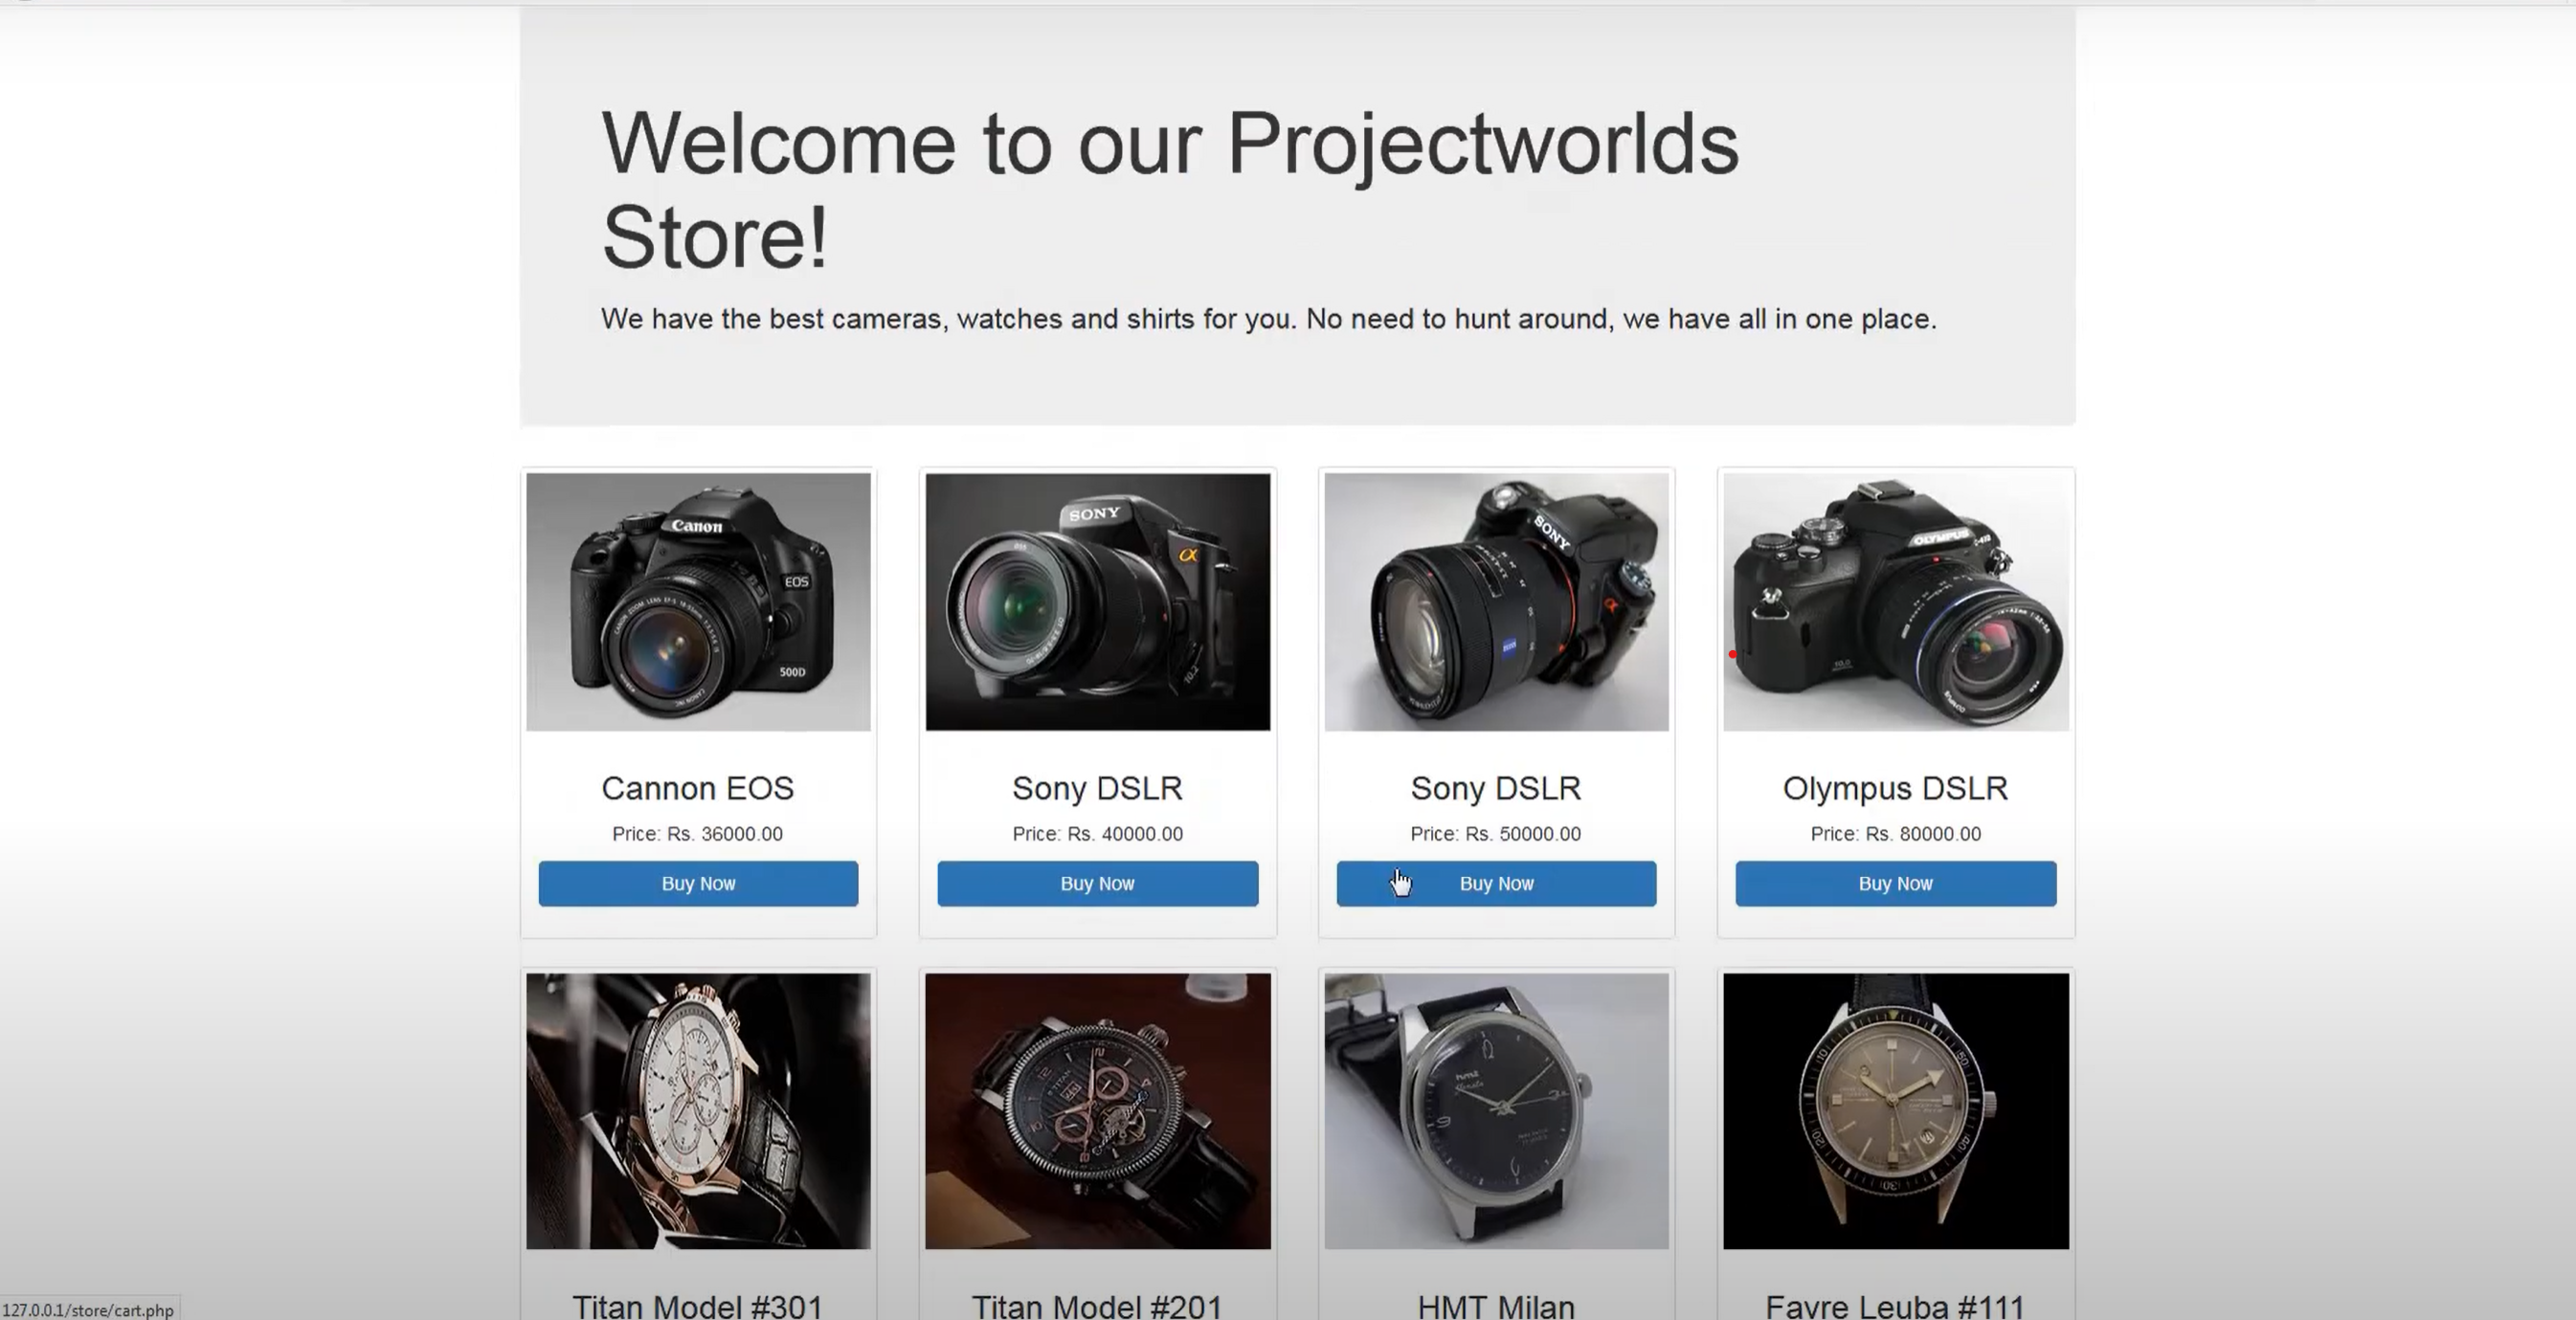 Welcome to our Projectworlds
Store!
We have the best cameras, watches and shirts for you. No need to hunt around, we have all in one place.
Canon
EOS
500D
SONY
α
SONY
α
OLYMPUS
Cannon EOS
Sony DSLR
Sony DSLR
Olympus DSLR
Price: Rs. 36000.00
Price: Rs. 40000.00
Price: Rs. 50000.00
Price: Rs. 80000.00
Buy Now
Buy Now
Buy Now
Buy Now
Titan Model #301
Titan Model #201
HMT Milan
Favre Leuba #111
127.0.0.1/store/cart.php